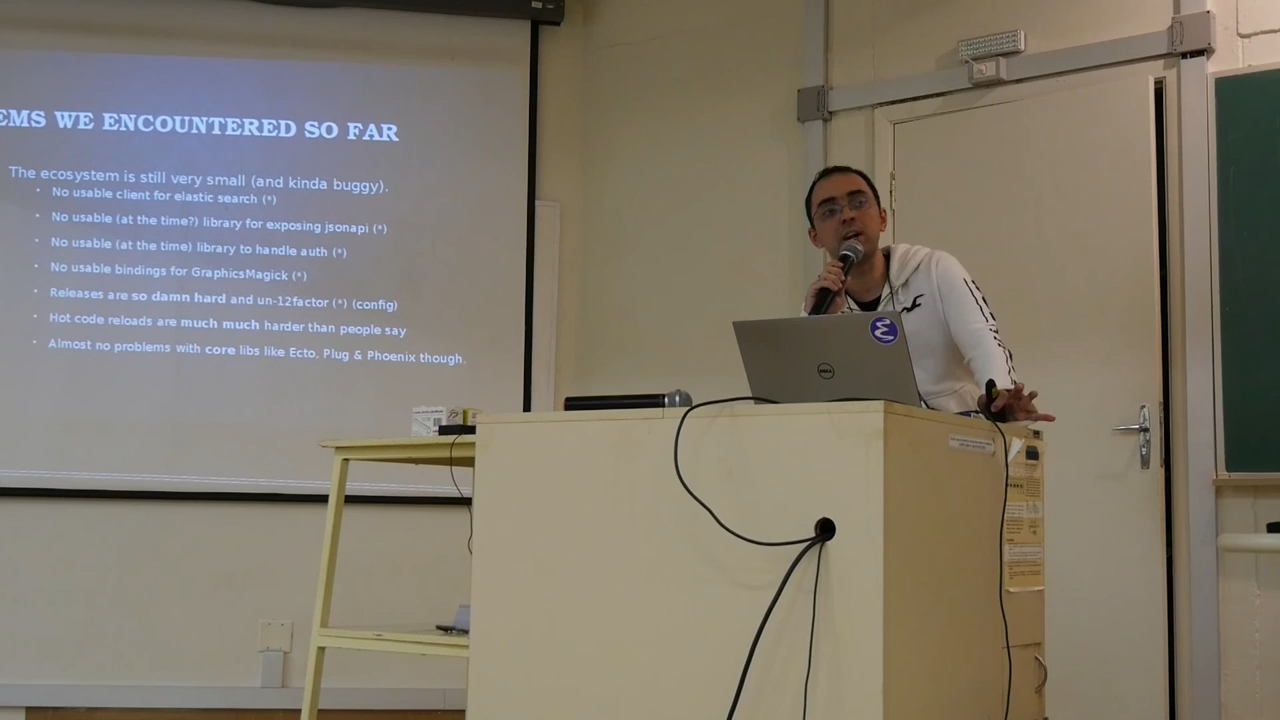 EMS WE ENCOUNTERED SO FAR
The ecosystem is still very small (and kinda buggy).
No usable client for elastic search (*)
No usable (at the time?) library for exposing jsonapi (*)
No usable (at the time) library to handle auth (*)
No usable bindings for GraphicsMagick (*)
Releases are so damn hard and un-12factor (*) (config)
Hot code reloads are much much harder than people say
Almost no problems with core libs like Ecto, Plug & Phoenix though.
DELL